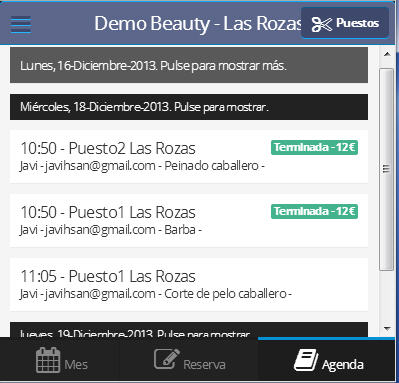 Demo Beauty - Las Rozas
Puestos
Lunes, 16-Diciembre-2013. Pulse para mostrar más.
Miércoles, 18-Diciembre-2013. Pulse para mostrar.
10:50 - Puesto2 Las Rozas
Terminada - 12€
Javi - javihsan@gmail.com - Peinado caballero -
10:50 - Puesto1 Las Rozas
Terminada - 12€
Javi - javihsan@gmail.com - Barba -
11:05 - Puesto1 Las Rozas
Javi - javihsan@gmail.com - Corte de pelo caballero -
Jueves, 19-Diciembre-2013. Pulse para mostrar.
Mes
Reserva
Agenda